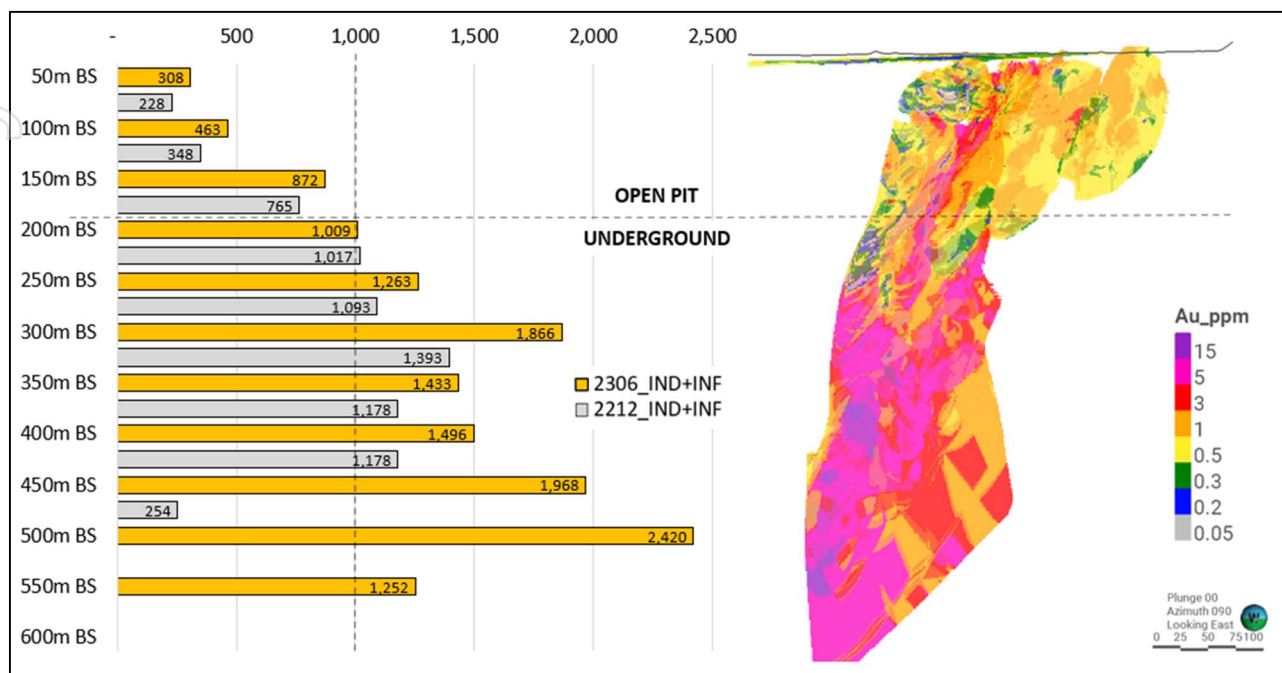 -
500
1,000
1,500
2,000
2,500
50m BS
308
228
100m BS
463
348
150m BS
872
765
OPEN PIT
200m BS
1,009
UNDERGROUND
1,017
250m BS
1,263
1,093
300m BS
1,866
1,393
350m BS
1,433
1,178
400m BS
1,496
1,178
450m BS
1,968
254
500m BS
2,420
550m BS
1,252
600m BS
2306_IND+INF
2212_IND+INF
Au_ppm
15
5
3
1
0.5
0.3
0.2
0.05
Plunge 00
Azimuth 090
Looking East
0 25 50 75 100